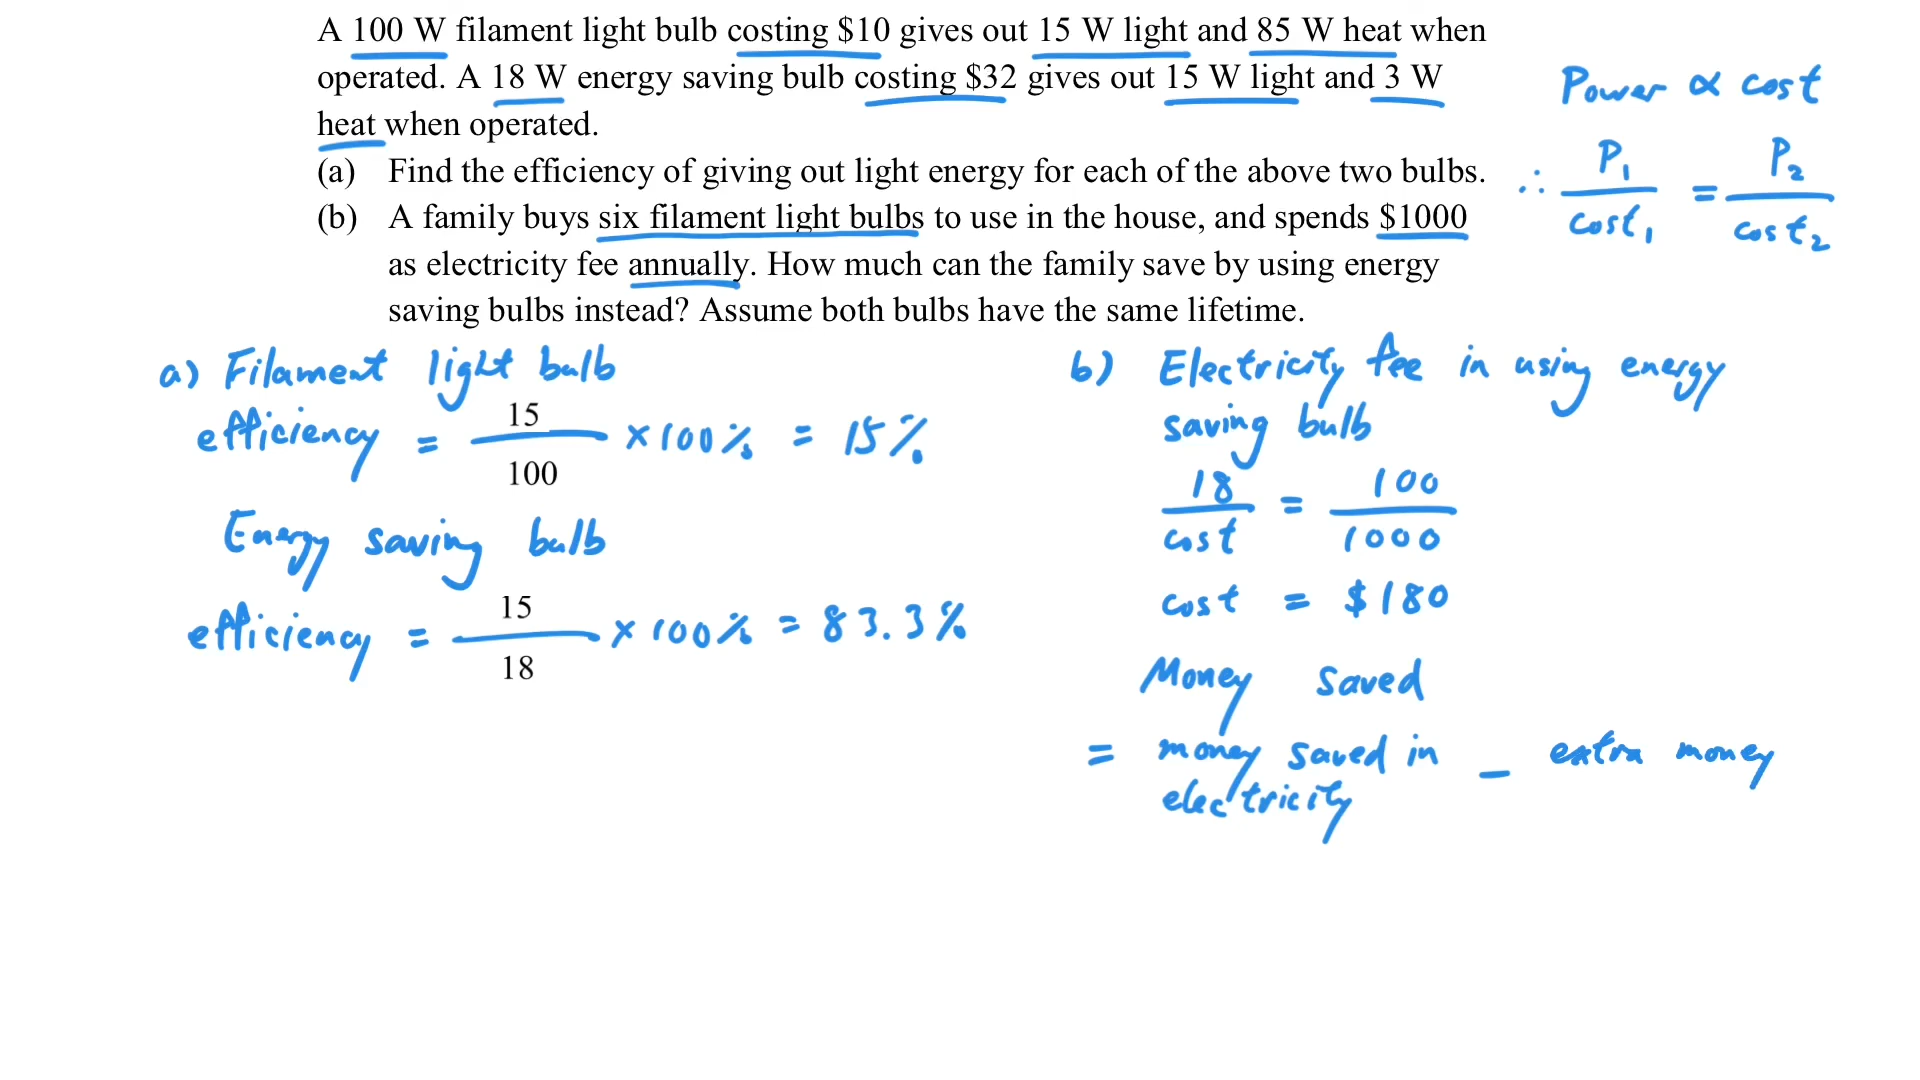 A 100 W filament light bulb costing $10 gives out 15 W light and 85 W heat when
operated. A 18 W energy saving bulb costing $32 gives out 15 W light and 3 W
heat when operated.
(a) Find the efficiency of giving out light energy for each of the above two bulbs.
(b) A family buys six filament light bulbs to use in the house, and spends $1000
as electricity fee annually. How much can the family save by using energy
saving bulbs instead? Assume both bulbs have the same lifetime.
Power ∝ cost
∴ P₁/cost₁ = P₂/cost₂
a) Filament light bulb
efficiency = 15/100 × 100% = 15%
Energy saving bulb
efficiency = 15/18 × 100% = 83.3%
b) Electricity fee in using energy
saving bulb
18/cost = 100/1000
cost = $180
Money saved
= money saved in electricity – extra money